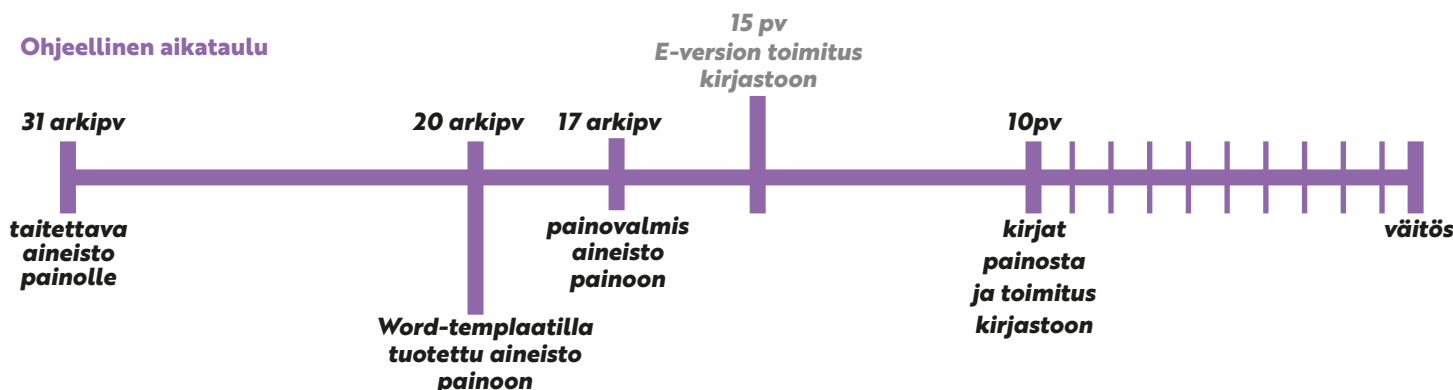 Ohjeellinen aikataulu
15 pv
E-version toimitus
kirjastoon
31 arkipv
20 arkipv
17 arkipv
10pv
taitettava
aineisto
painolle
Word-templaatilla
tuotettu aineisto
painoon
painovalmis
aineisto
painoon
kirjat
painosta
ja toimitus
kirjastoon
väitös